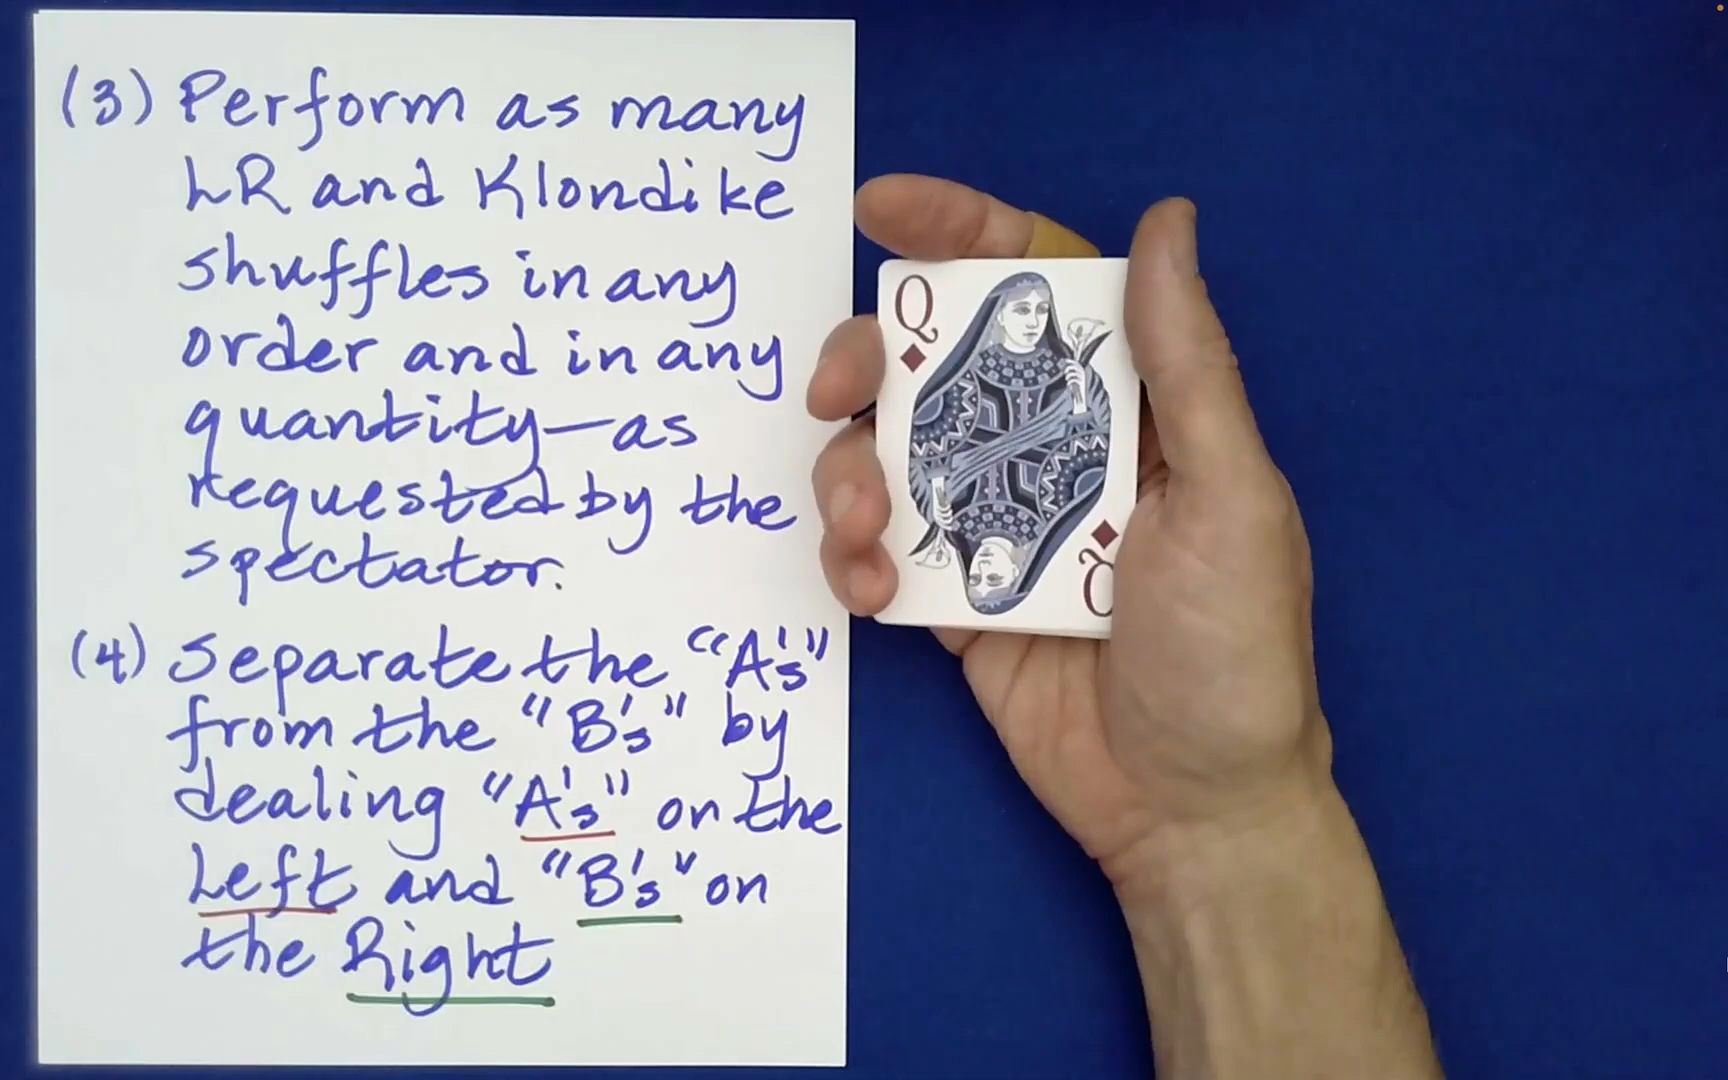 (3) Perform as many
LR and Klondike
shuffles in any
order and in any
quantity—as
requested by the
spectator.
(4) Separate the "A's"
from the "B's" by
dealing "A's" on the
Left and "B's" on
the Right
Q
Q